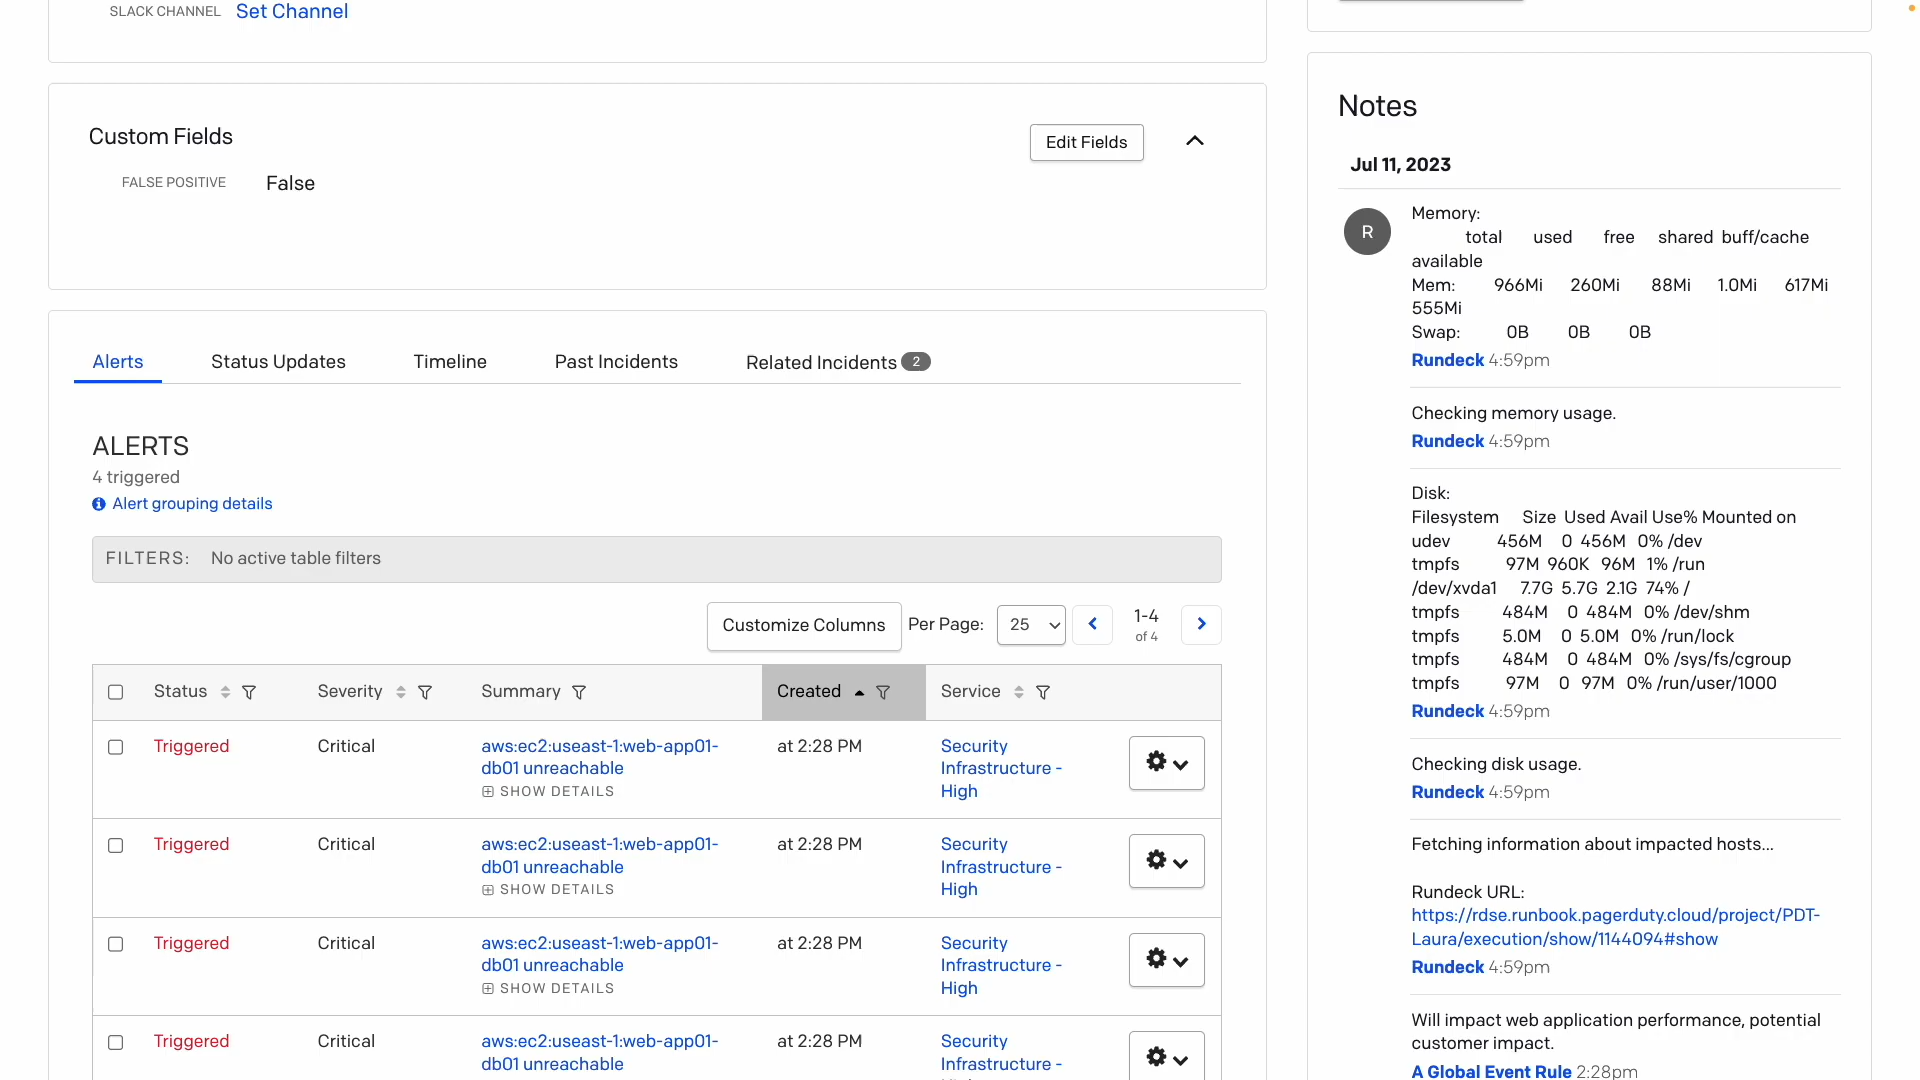 SLACK CHANNEL Set Channel
Custom Fields
Edit Fields
FALSE POSITIVE False
Alerts Status Updates Timeline Past Incidents Related Incidents 2
ALERTS
4 triggered
Alert grouping details
FILTERS: No active table filters
Customize Columns Per Page: 25 1-4
of 4
Status Severity Summary Created Service
Triggered Critical aws:ec2:useast-1:web-app01- at 2:28 PM Security
db01 unreachable Infrastructure -
SHOW DETAILS High
Triggered Critical aws:ec2:useast-1:web-app01- at 2:28 PM Security
db01 unreachable Infrastructure -
SHOW DETAILS High
Triggered Critical aws:ec2:useast-1:web-app01- at 2:28 PM Security
db01 unreachable Infrastructure -
SHOW DETAILS High
Triggered Critical aws:ec2:useast-1:web-app01- at 2:28 PM Security
db01 unreachable Infrastructure -
Notes
Jul 11, 2023
R
Memory:
total used free shared buff/cache
available
Mem: 966Mi 260Mi 88Mi 1.0Mi 617Mi
555Mi
Swap: 0B 0B 0B
Rundeck 4:59pm
Checking memory usage.
Rundeck 4:59pm
Disk:
Filesystem Size Used Avail Use% Mounted on
udev 456M 0 456M 0% /dev
tmpfs 97M 960K 96M 1% /run
/dev/xvda1 7.7G 5.7G 2.1G 74% /
tmpfs 484M 0 484M 0% /dev/shm
tmpfs 5.0M 0 5.0M 0% /run/lock
tmpfs 484M 0 484M 0% /sys/fs/cgroup
tmpfs 97M 0 97M 0% /run/user/1000
Rundeck 4:59pm
Checking disk usage.
Rundeck 4:59pm
Fetching information about impacted hosts...
Rundeck URL:
https://rdse.runbook.pagerduty.cloud/project/PDT-
Laura/execution/show/1144094#show
Rundeck 4:59pm
Will impact web application performance, potential
customer impact.
A Global Event Rule 2:28pm